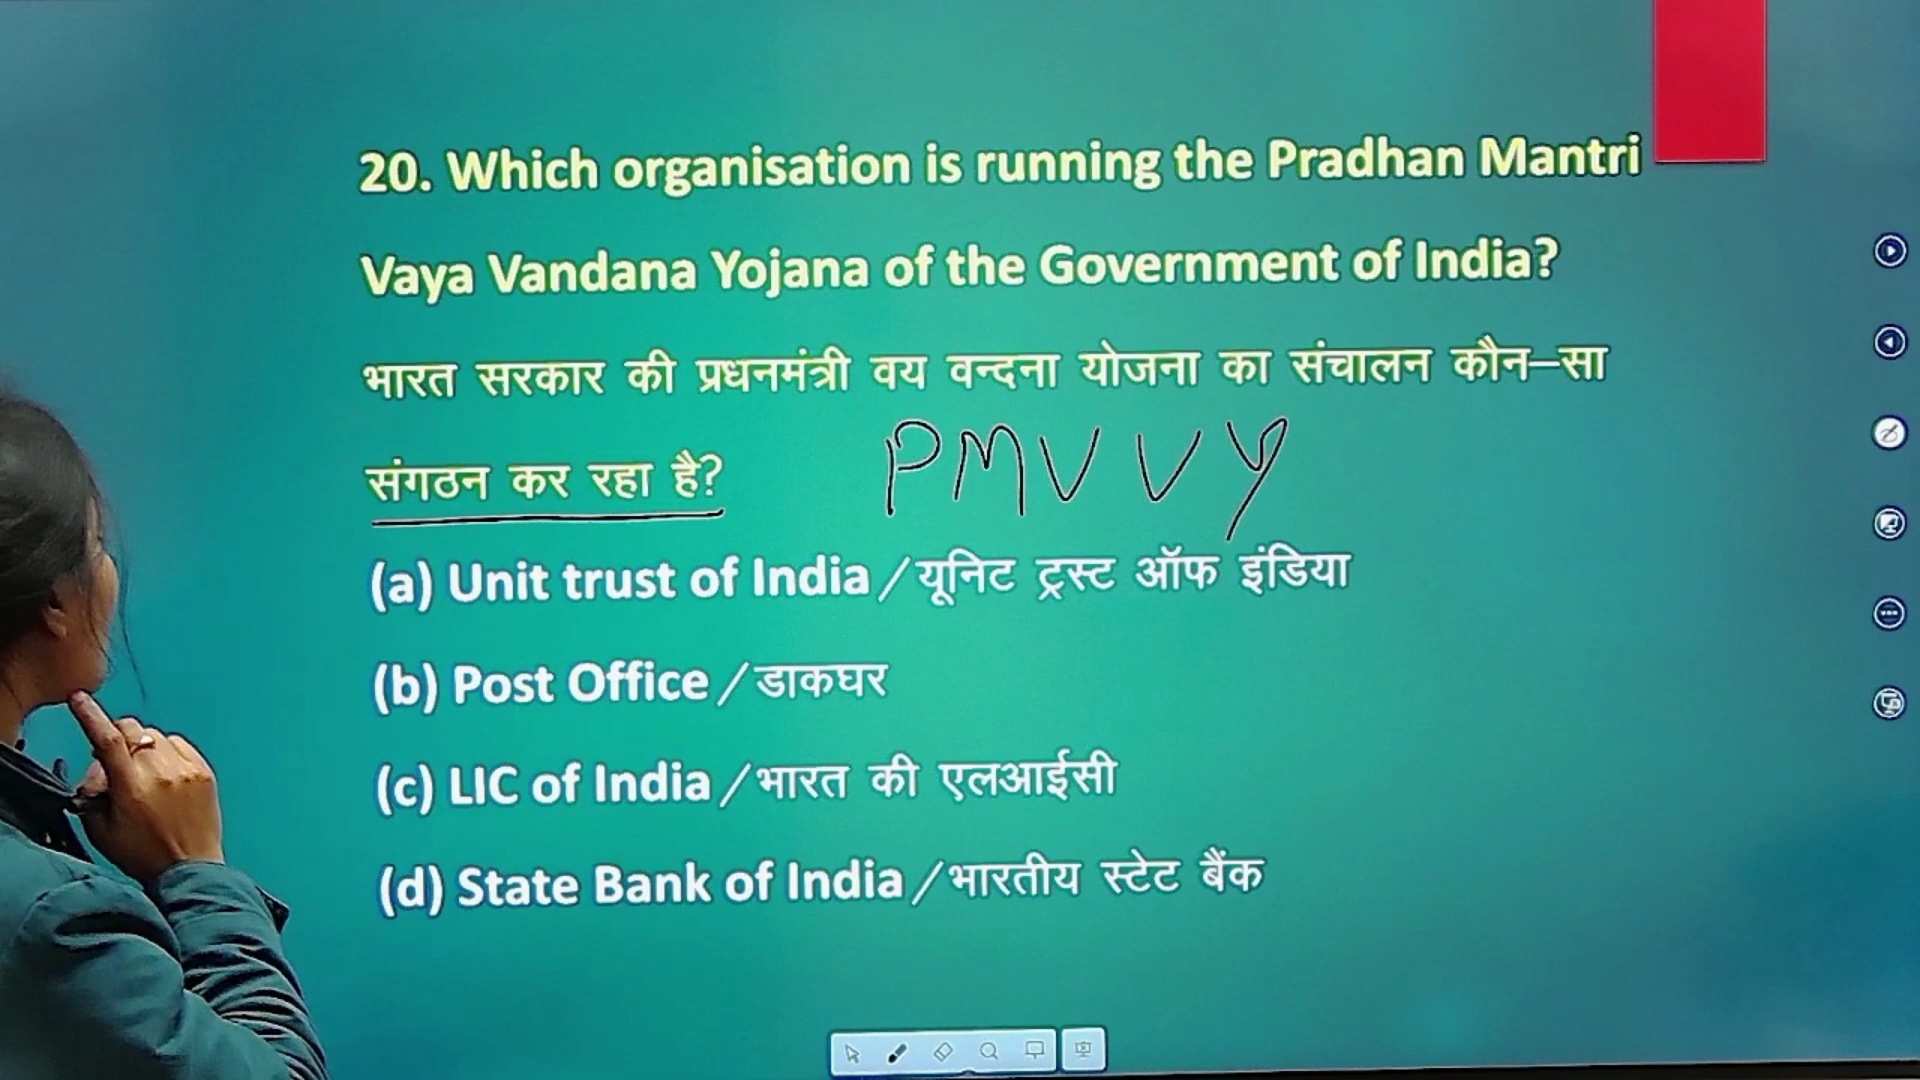 20. Which organisation is running the Pradhan Mantri
Vaya Vandana Yojana of the Government of India?
भारत सरकार की प्रधनमंत्री वय वन्दना योजना का संचालन कौन–सा
संगठन कर रहा है? PMVVY
(a) Unit trust of India / यूनिट ट्रस्ट ऑफ इंडिया
(b) Post Office / डाकघर
(c) LIC of India / भारत की एलआईसी
(d) State Bank of India / भारतीय स्टेट बैंक